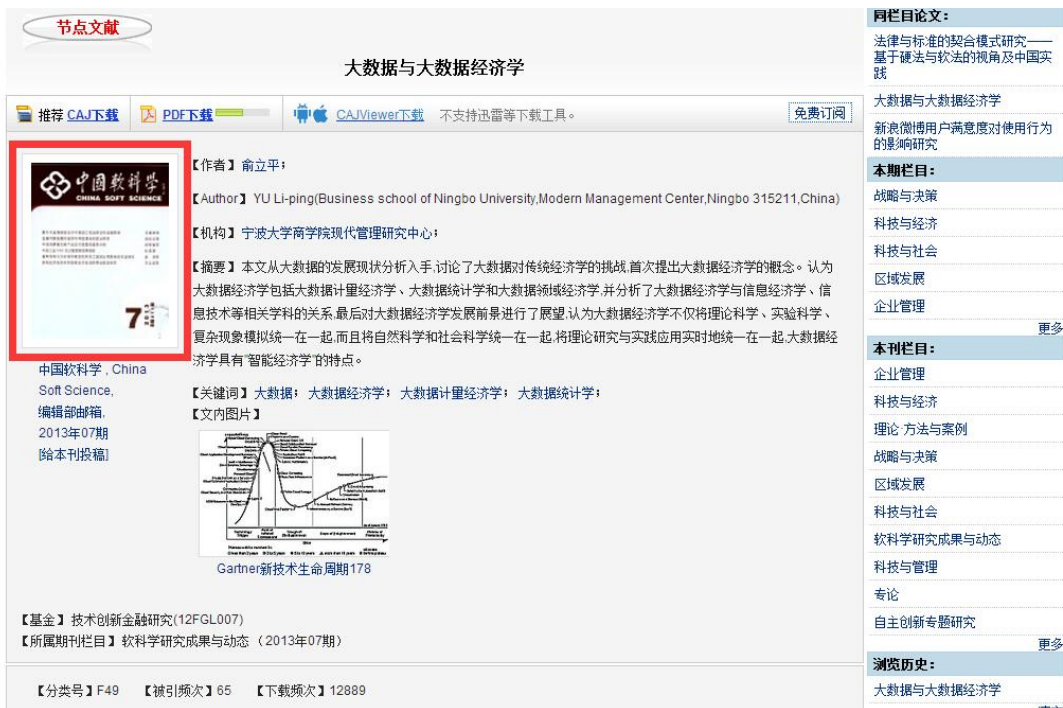 节点文献
大数据与大数据经济学
推荐 CAJ下载 PDF下载 CAJViewer下载 不支持迅雷等下载工具。 免费订阅
中国软科学
CHINA SOFT SCIENCE
7
中国软科学 , China
Soft Science,
编辑部邮箱,
2013年07期
[给本刊投稿]
【作者】 俞立平;
【Author】 YU Li-ping(Business school of Ningbo University,Modern Management Center,Ningbo 315211,China)
【机构】 宁波大学商学院现代管理研究中心;
【摘要】 本文从大数据的发展现状分析入手,讨论了大数据对传统经济学的挑战,首次提出大数据经济学的概念。认为
大数据经济学包括大数据计量经济学、大数据统计学和大数据领域经济学,并分析了大数据经济学与信息经济学、信
息技术等相关学科的关系,最后对大数据经济学发展前景进行了展望,认为大数据经济学不仅将理论科学、实验科学、
复杂现象模拟统一在一起,而且将自然科学和社会科学统一在一起,将理论研究与实践应用实时地统一在一起,大数据经
济学具有"智能经济学"的特点。
【关键词】 大数据; 大数据经济学; 大数据计量经济学; 大数据统计学;
【文内图片】
Gartner新技术生命周期178
【基金】 技术创新金融研究(12FGL007)
【所属期刊栏目】 软科学研究成果与动态 (2013年07期)
【分类号】F49 【被引频次】65 【下载频次】12889
同栏目论文:
法律与标准的契合模式研究——
基于硬法与软法的视角及中国实
践
大数据与大数据经济学
新浪微博用户满意度对使用行为
的影响研究
本期栏目:
战略与决策
科技与经济
科技与社会
区域发展
企业管理
更多
本刊栏目:
企业管理
科技与经济
理论·方法与案例
战略与决策
区域发展
科技与社会
软科学研究成果与动态
科技与管理
专论
自主创新专题研究
更多
浏览历史:
大数据与大数据经济学